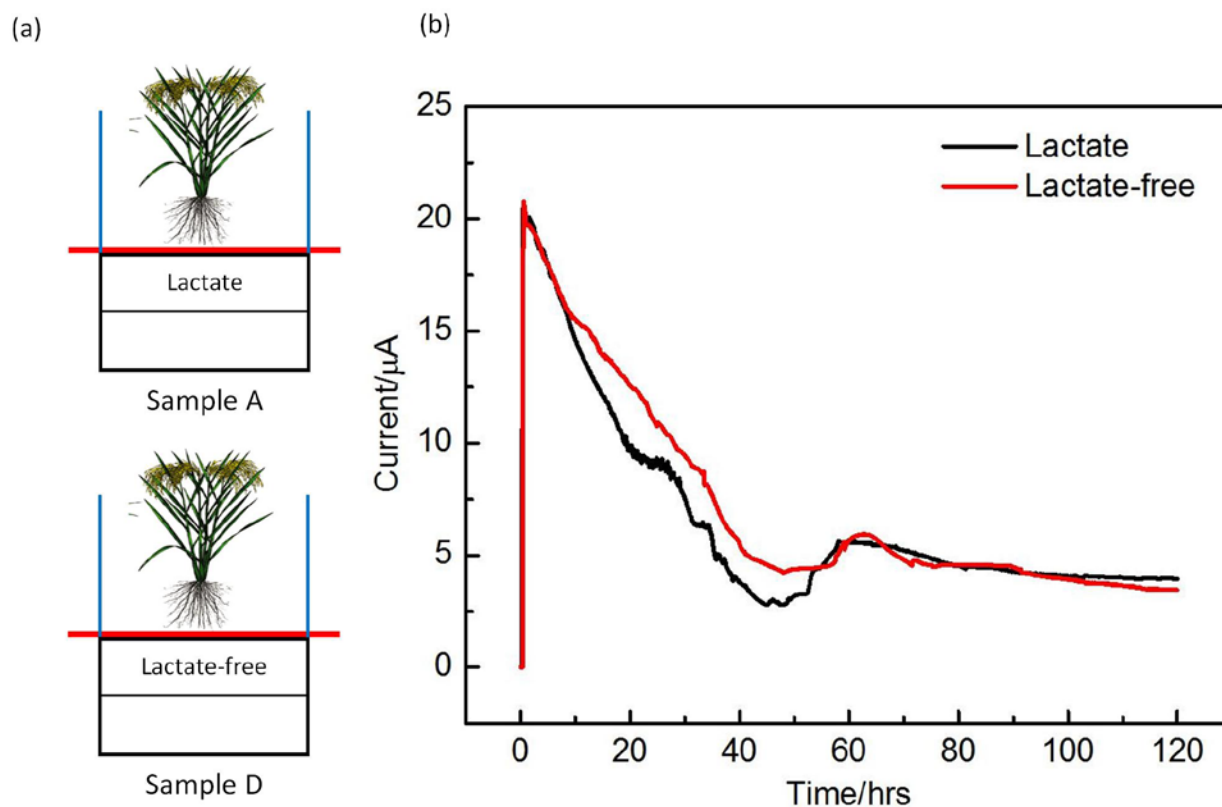 (a)
Lactate
Sample A
Lactate-free
Sample D
(b)
Lactate
Lactate-free
Current/μA
25
20
15
10
5
0
0 20 40 60 80 100 120
Time/hrs